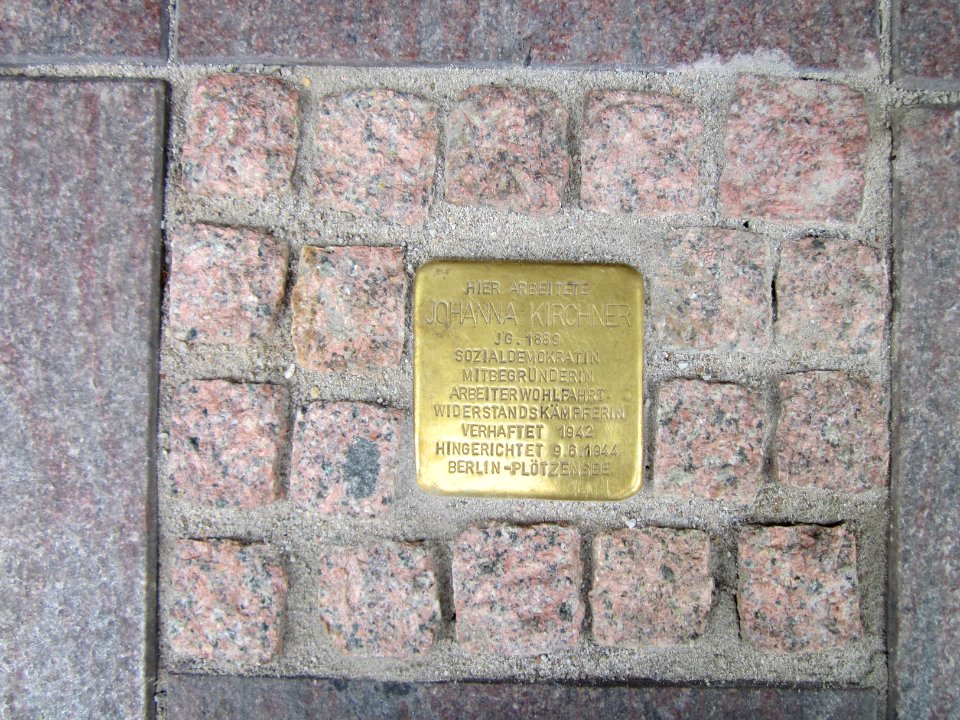 HIER ARBEITETE
JOHANNA KIRCHNER
JG. 1889
SOZIALDEMOKRATIN
MITBEGRÜNDERIN
ARBEITERWOHLFAHRT
WIDERSTANDSKÄMPFERIN
VERHAFTET 1942
HINGERICHTET 9.6.1944
BERLIN-PLÖTZENSEE